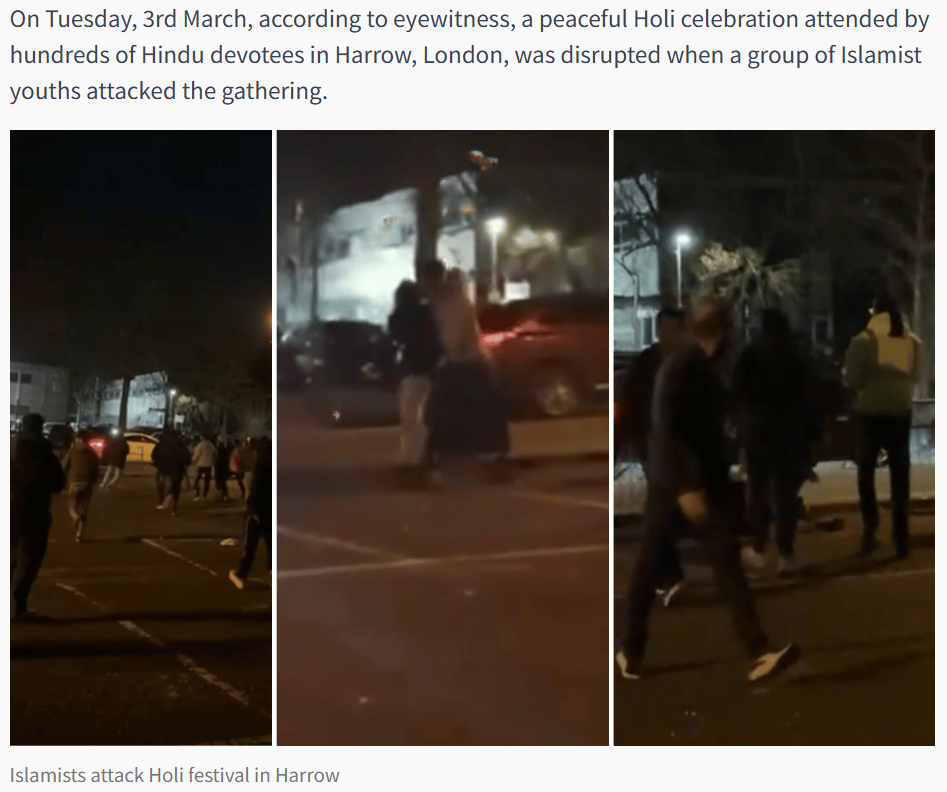 On Tuesday, 3rd March, according to eyewitness, a peaceful Holi celebration attended by
hundreds of Hindu devotees in Harrow, London, was disrupted when a group of Islamist
youths attacked the gathering.
Islamists attack Holi festival in Harrow